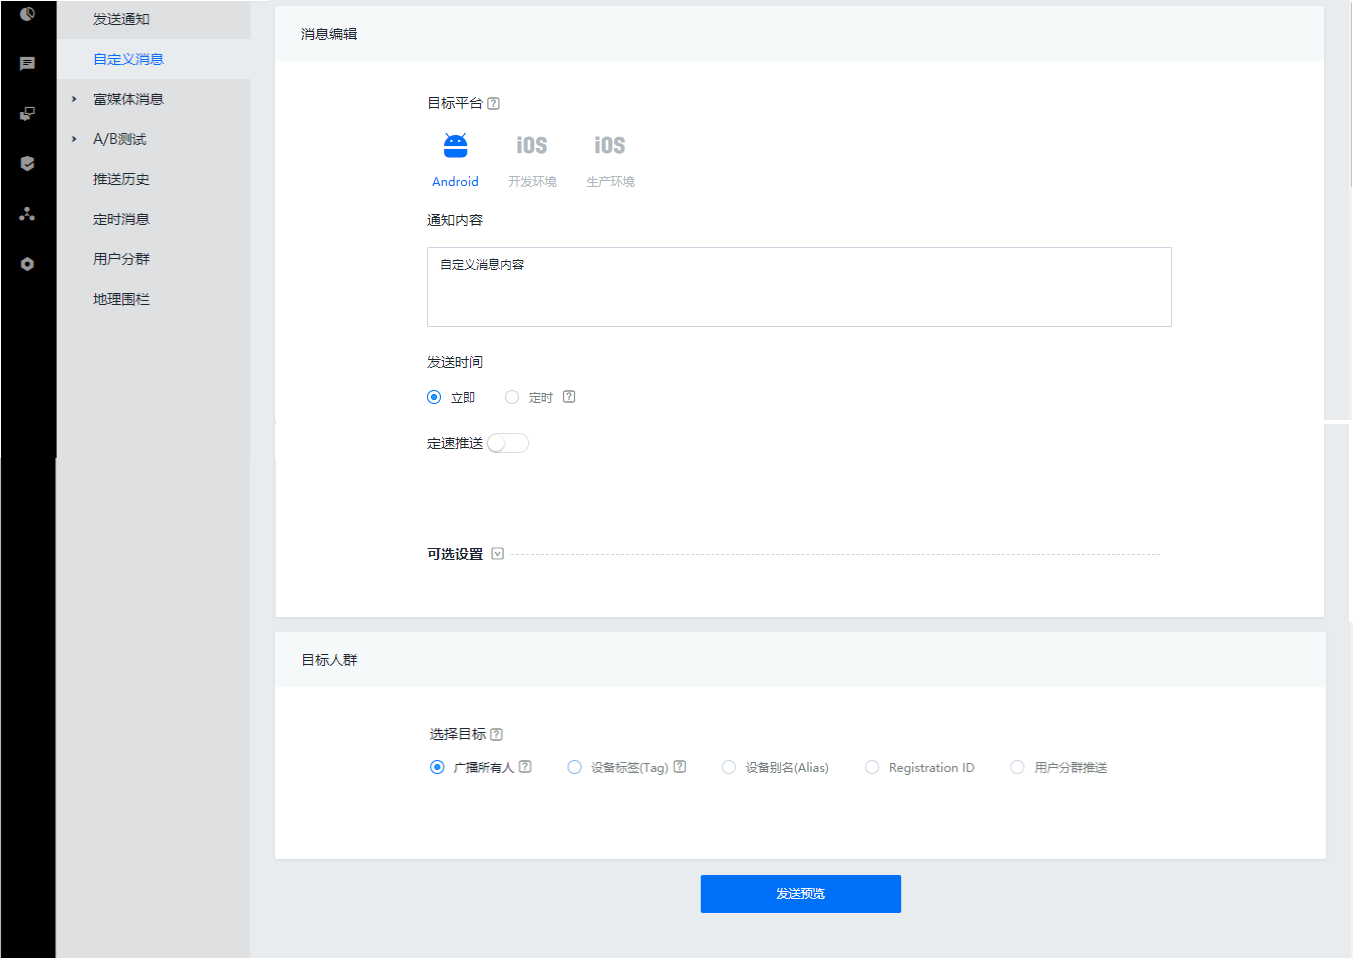 发送通知
自定义消息
富媒体消息
A/B测试
推送历史
定时消息
用户分群
地理围栏
消息编辑
目标平台 ?
iOS iOS
Android 开发环境 生产环境
通知内容
自定义消息内容
发送时间
立即 定时 ?
定速推送
可选设置
目标人群
选择目标 ?
广播所有人 ? 设备标签(Tag) ? 设备别名(Alias) Registration ID 用户分群推送
发送预览